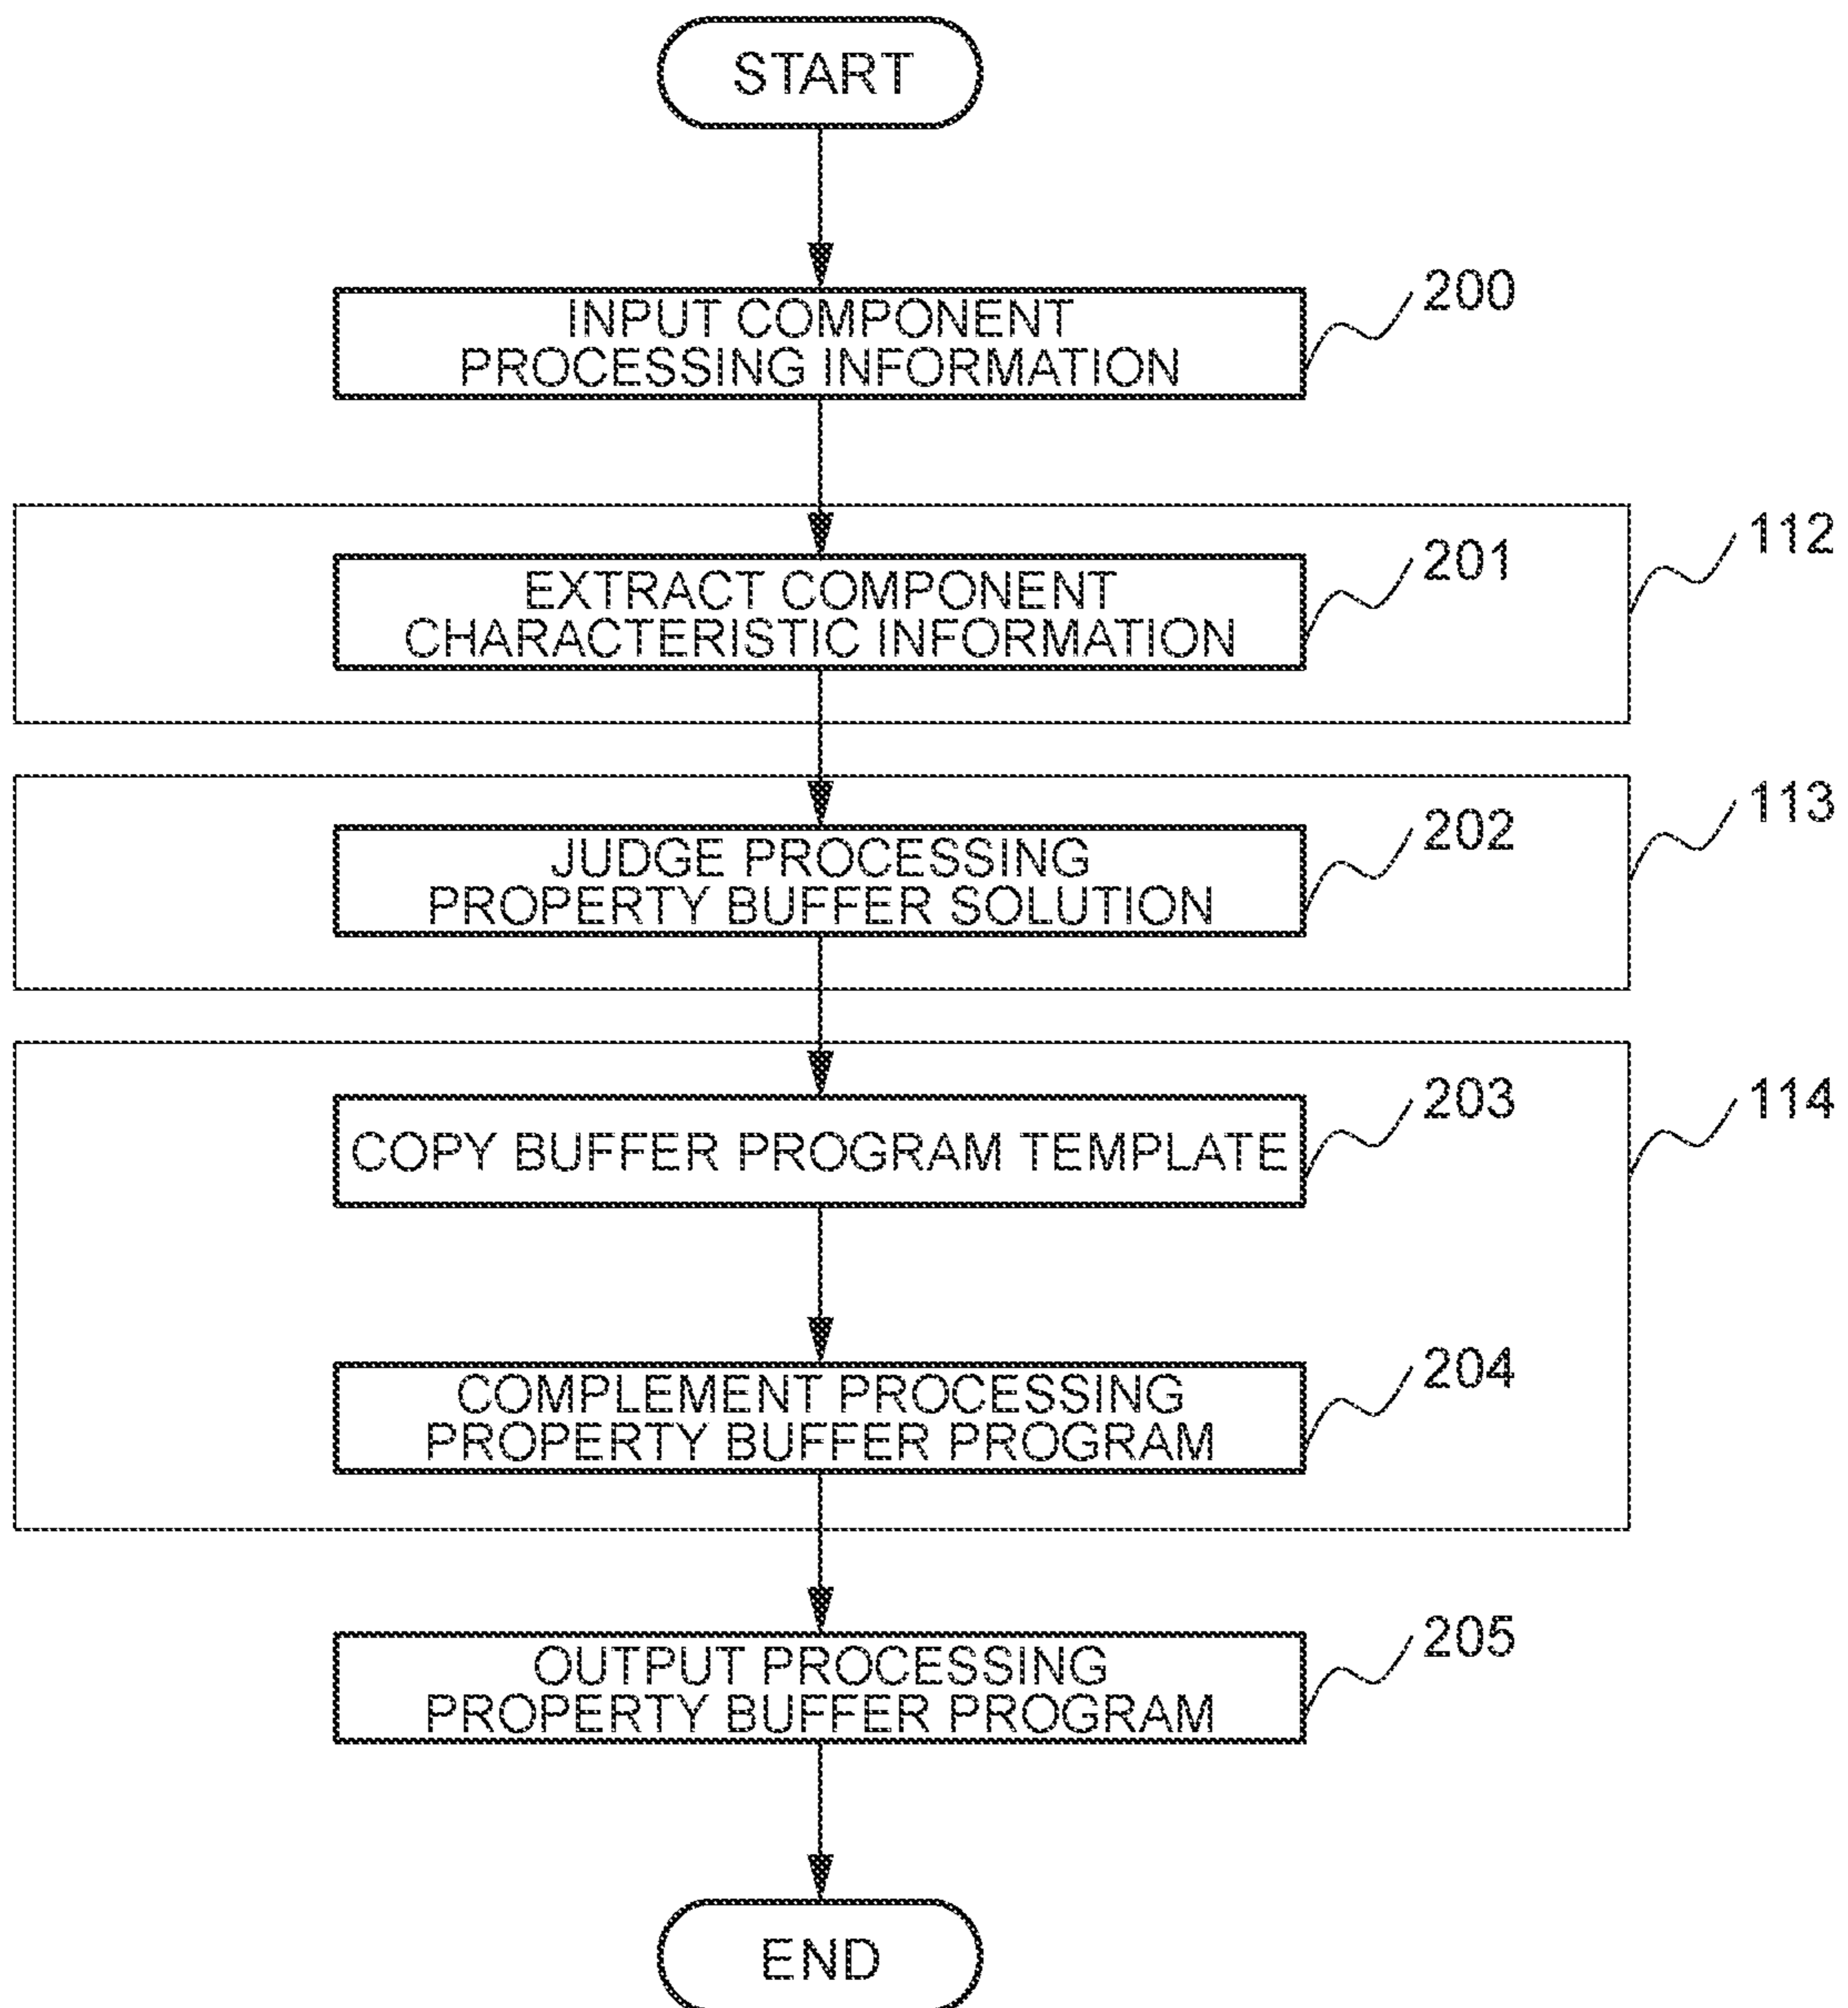 START
INPUT COMPONENT
PROCESSING INFORMATION
200
112
EXTRACT COMPONENT
CHARACTERISTIC INFORMATION
201
113
JUDGE PROCESSING
PROPERTY BUFFER SOLUTION
202
114
COPY BUFFER PROGRAM TEMPLATE
203
COMPLEMENT PROCESSING
PROPERTY BUFFER PROGRAM
204
OUTPUT PROCESSING
PROPERTY BUFFER PROGRAM
205
END